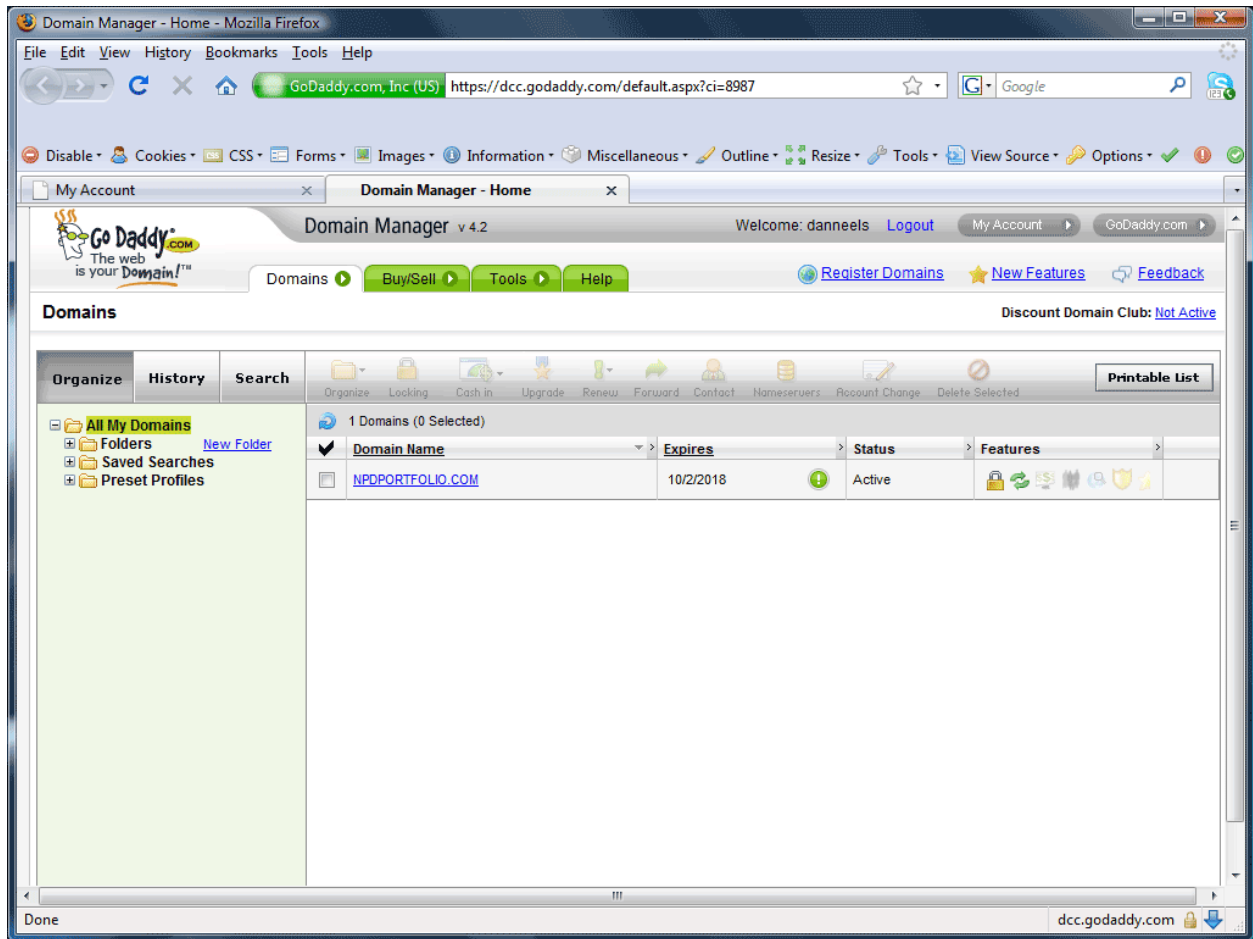 Domain Manager - Home - Mozilla Firefox
File Edit View History Bookmarks Tools Help
GoDaddy.com, Inc (US) https://dcc.godaddy.com/default.aspx?ci=8987 G Google
Disable Cookies CSS Forms Images Information Miscellaneous Outline Resize Tools View Source Options
My Account Domain Manager - Home
Go Daddy.COM
The web
is your Domain!™
Domain Manager v 4.2 Welcome: danneels Logout My Account GoDaddy.com
Domains Buy/Sell Tools Help Register Domains New Features Feedback
Domains Discount Domain Club: Not Active
Organize History Search
Organize Locking Cash in Upgrade Renew Forward Contact Nameservers Account Change Delete Selected
Printable List
All My Domains
Folders New Folder
Saved Searches
Preset Profiles
1 Domains (0 Selected)
Domain Name Expires Status Features
NPDPORTFOLIO.COM 10/2/2018 Active
Done dcc.godaddy.com